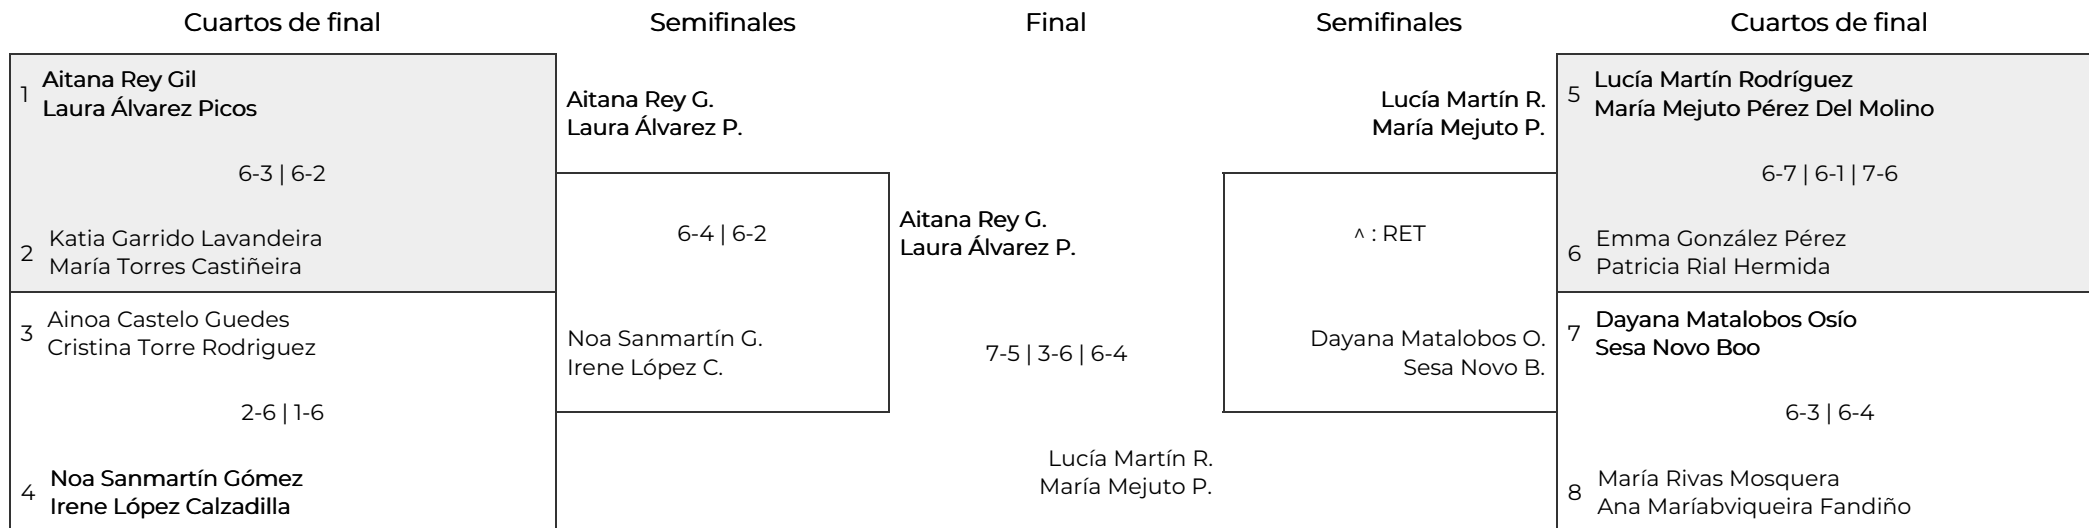 Cuartos de final
Semifinales
Final
Semifinales
Cuartos de final
1
Aitana Rey Gil
Laura Álvarez Picos
6-3 | 6-2
2
Katia Garrido Lavandeira
María Torres Castiñeira
3
Ainoa Castelo Guedes
Cristina Torre Rodriguez
2-6 | 1-6
4
Noa Sanmartín Gómez
Irene López Calzadilla
Aitana Rey G.
Laura Álvarez P.
6-4 | 6-2
Noa Sanmartín G.
Irene López C.
Aitana Rey G.
Laura Álvarez P.
7-5 | 3-6 | 6-4
Lucía Martín R.
María Mejuto P.
Lucía Martín R.
María Mejuto P.
^ : RET
Dayana Matalobos O.
Sesa Novo B.
5
Lucía Martín Rodríguez
María Mejuto Pérez Del Molino
6-7 | 6-1 | 7-6
6
Emma González Pérez
Patricia Rial Hermida
7
Dayana Matalobos Osío
Sesa Novo Boo
6-3 | 6-4
8
María Rivas Mosquera
Ana Maríabviqueira Fandiño